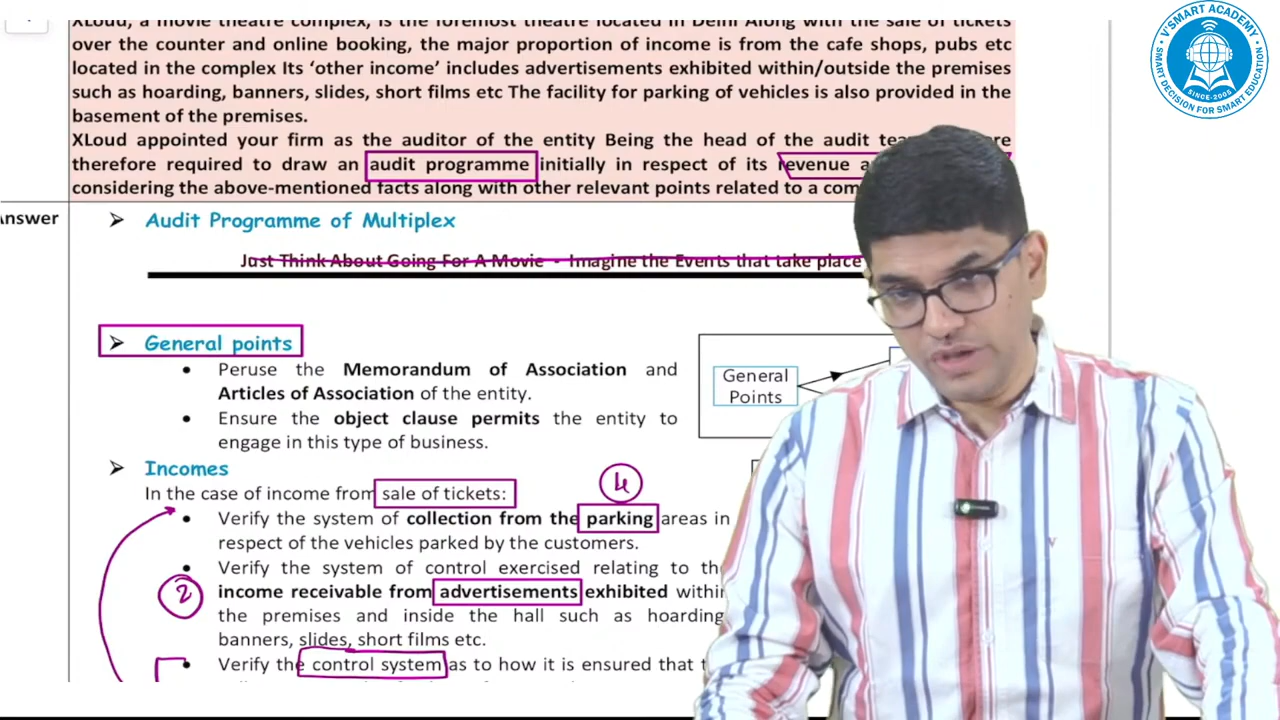 XLoud, a movie theatre complex, is the foremost theatre located in Delhi Along with the sale of tickets
over the counter and online booking, the major proportion of income is from the cafe shops, pubs etc
located in the complex Its ‘other income’ includes advertisements exhibited within/outside the premises
such as hoarding, banners, slides, short films etc The facility for parking of vehicles is also provided in the
basement of the premises.
XLoud appointed your firm as the auditor of the entity Being the head of the audit
therefore required to draw an audit programme initially in respect of its revenue
considering the above-mentioned facts along with other relevant points related to a
Answer
➢ Audit Programme of Multiplex
Just Think About Going For A Movie - Imagine the Events that take place
➢ General points
• Peruse the Memorandum of Association and
Articles of Association of the entity.
• Ensure the object clause permits the entity to
engage in this type of business.
General
Points
➢ Incomes
In the case of income from sale of tickets:
4
• Verify the system of collection from the parking areas in
respect of the vehicles parked by the customers.
• Verify the system of control exercised relating to the
2
income receivable from advertisements exhibited within
the premises and inside the hall such as hoarding
banners, slides, short films etc.
• Verify the control system as to how it is ensured that
V'SMART ACADEMY
SINCE-2005
SMART DECISION FOR SMART EDUCATION